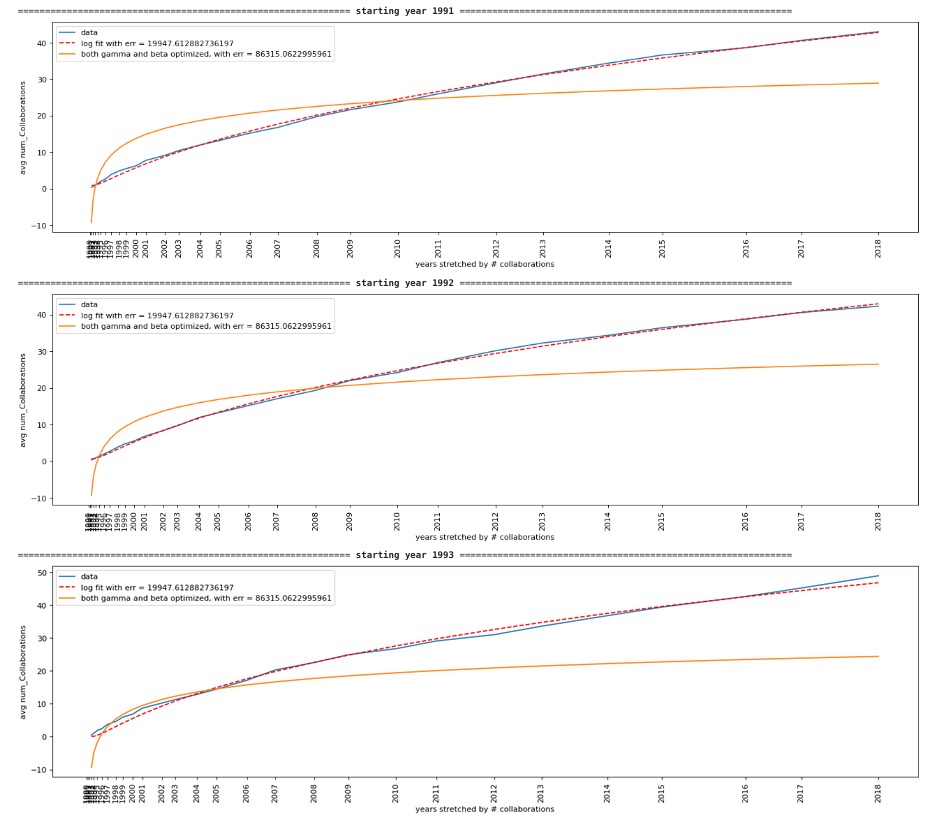 ============================================================ starting year 1991 ============================================================
data
log fit with err = 19947.612882736197
both gamma and beta optimized, with err = 86315.0622995961
40
30
20
10
0
−10
avg num_Collaborations
1996 1997 1998 1999 2000 2001 2002 2003 2004 2005 2006 2007 2008 2009 2010 2011 2012 2013 2014 2015 2016 2017 2018
years stretched by # collaborations
============================================================ starting year 1992 ============================================================
data
log fit with err = 19947.612882736197
both gamma and beta optimized, with err = 86315.0622995961
40
30
20
10
0
−10
avg num_Collaborations
1996 1997 1998 1999 2000 2001 2002 2003 2004 2005 2006 2007 2008 2009 2010 2011 2012 2013 2014 2015 2016 2017 2018
years stretched by # collaborations
============================================================ starting year 1993 ============================================================
data
log fit with err = 19947.612882736197
both gamma and beta optimized, with err = 86315.0622995961
50
40
30
20
10
0
−10
avg num_Collaborations
1996 1997 1998 1999 2000 2001 2002 2003 2004 2005 2006 2007 2008 2009 2010 2011 2012 2013 2014 2015 2016 2017 2018
years stretched by # collaborations